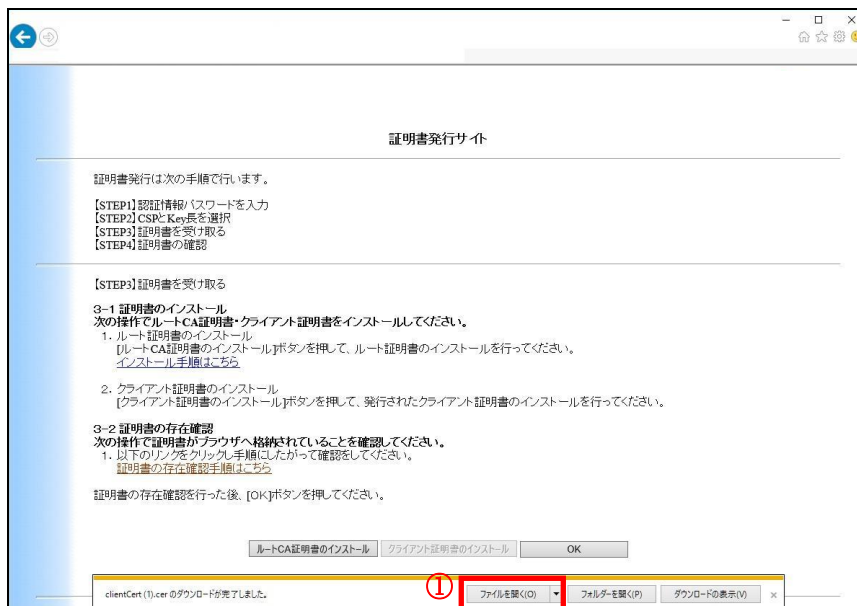 証明書発行サイト
証明書発行は次の手順で行います。
【STEP1】認証情報パスワードを入力
【STEP2】CSPとKey長を選択
【STEP3】証明書を受け取る
【STEP4】証明書の確認
【STEP3】証明書を受け取る
3-1 証明書のインストール
次の操作でルートCA証明書・クライアント証明書をインストールしてください。
1. ルート証明書のインストール
[ルートCA証明書のインストール]ボタンを押して、ルート証明書のインストールを行ってください。
インストール手順はこちら
2. クライアント証明書のインストール
[クライアント証明書のインストール]ボタンを押して、発行されたクライアント証明書のインストールを行ってください。
3-2 証明書の存在確認
次の操作で証明書がブラウザへ格納されていることを確認してください。
1. 以下のリンクをクリックし手順にしたがって確認をしてください。
証明書の存在確認手順はこちら
証明書の存在確認を行った後、[OK]ボタンを押してください。
ルートCA証明書のインストール クライアント証明書のインストール OK
clientCert (1).cer のダウンロードが完了しました。 ① ファイルを開く(O) フォルダーを開く(P) ダウンロードの表示(V) ×